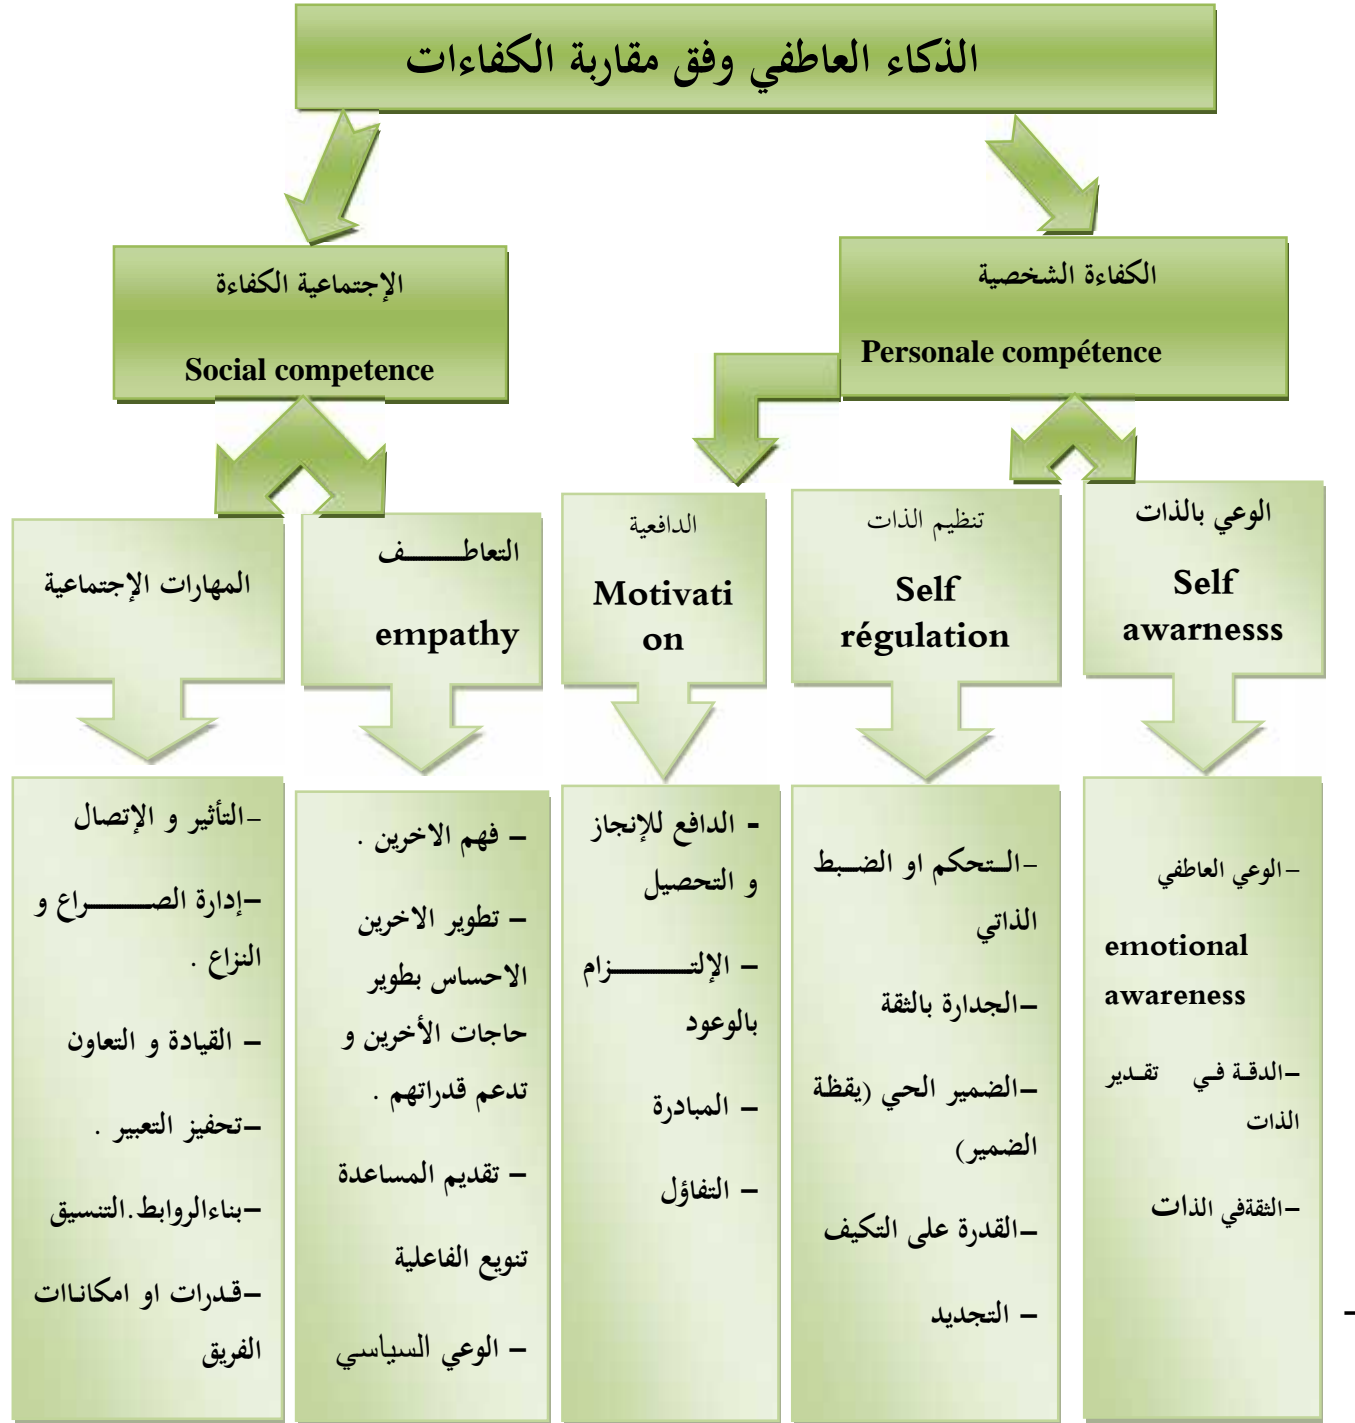 الذكاء العاطفي وفق مقاربة الكفاءات
الكفاءة الشخصية
Personale compétence
الإجتماعية الكفاءة
Social competence
الوعي بالذات
Self
awarnesss
تنظيم الذات
Self
régulation
الدافعية
Motivati
on
التعاطــــــف
empathy
المهارات الإجتماعية
-الوعي العاطفي
emotional
awareness
–الدقـة فـي تقـدير
الذات
–الثقةفي الذات
-الـتحكم او الضـبط
الذاتي
–الجدارة بالثقة
–الضمير الحي (يقظة
الضمير)
–القدرة على التكيف
– التجديد
- الدافع للإنجاز
و التحصيل
– الإلتــــــــزام
بالوعود
– المبادرة
– التفاؤل
– فهم الاخرين .
– تطوير الاخرين
الاحساس بطوير
حاجات الأخرين و
تدعم قدراتهم .
– تقديم المساعدة
تنويع الفاعلية
– الوعي السياسي
-التأثير و الإتصال
–إدارة الصــــــراع و
النزاع .
– القيادة و التعاون
–تحفيز التعبير .
–بناءالروابط.التنسيق
–قـدرات او امكانـاات
الفريق
-